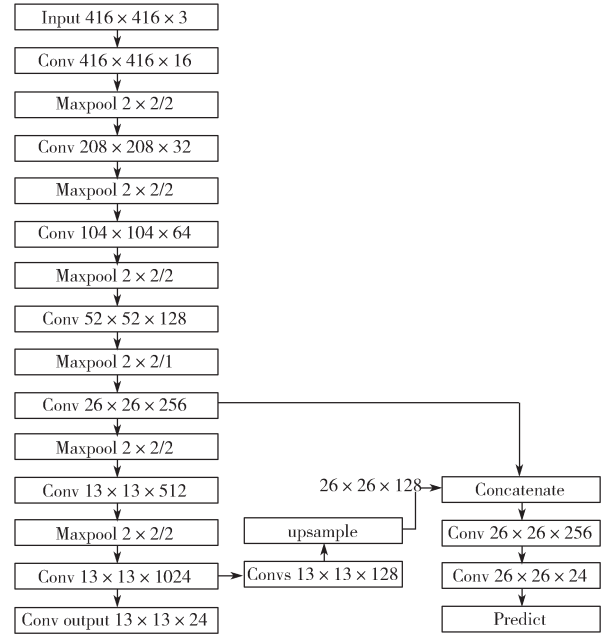 Input 416 × 416 × 3
Conv 416 × 416 × 16
Maxpool 2 × 2/2
Conv 208 × 208 × 32
Maxpool 2 × 2/2
Conv 104 × 104 × 64
Maxpool 2 × 2/2
Conv 52 × 52 × 128
Maxpool 2 × 2/1
Conv 26 × 26 × 256
Maxpool 2 × 2/2
Conv 13 × 13 × 512
Maxpool 2 × 2/2
Conv 13 × 13 × 1024
Conv output 13 × 13 × 24
Convs 13 × 13 × 128
upsample
26 × 26 × 128
Concatenate
Conv 26 × 26 × 256
Conv 26 × 26 × 24
Predict